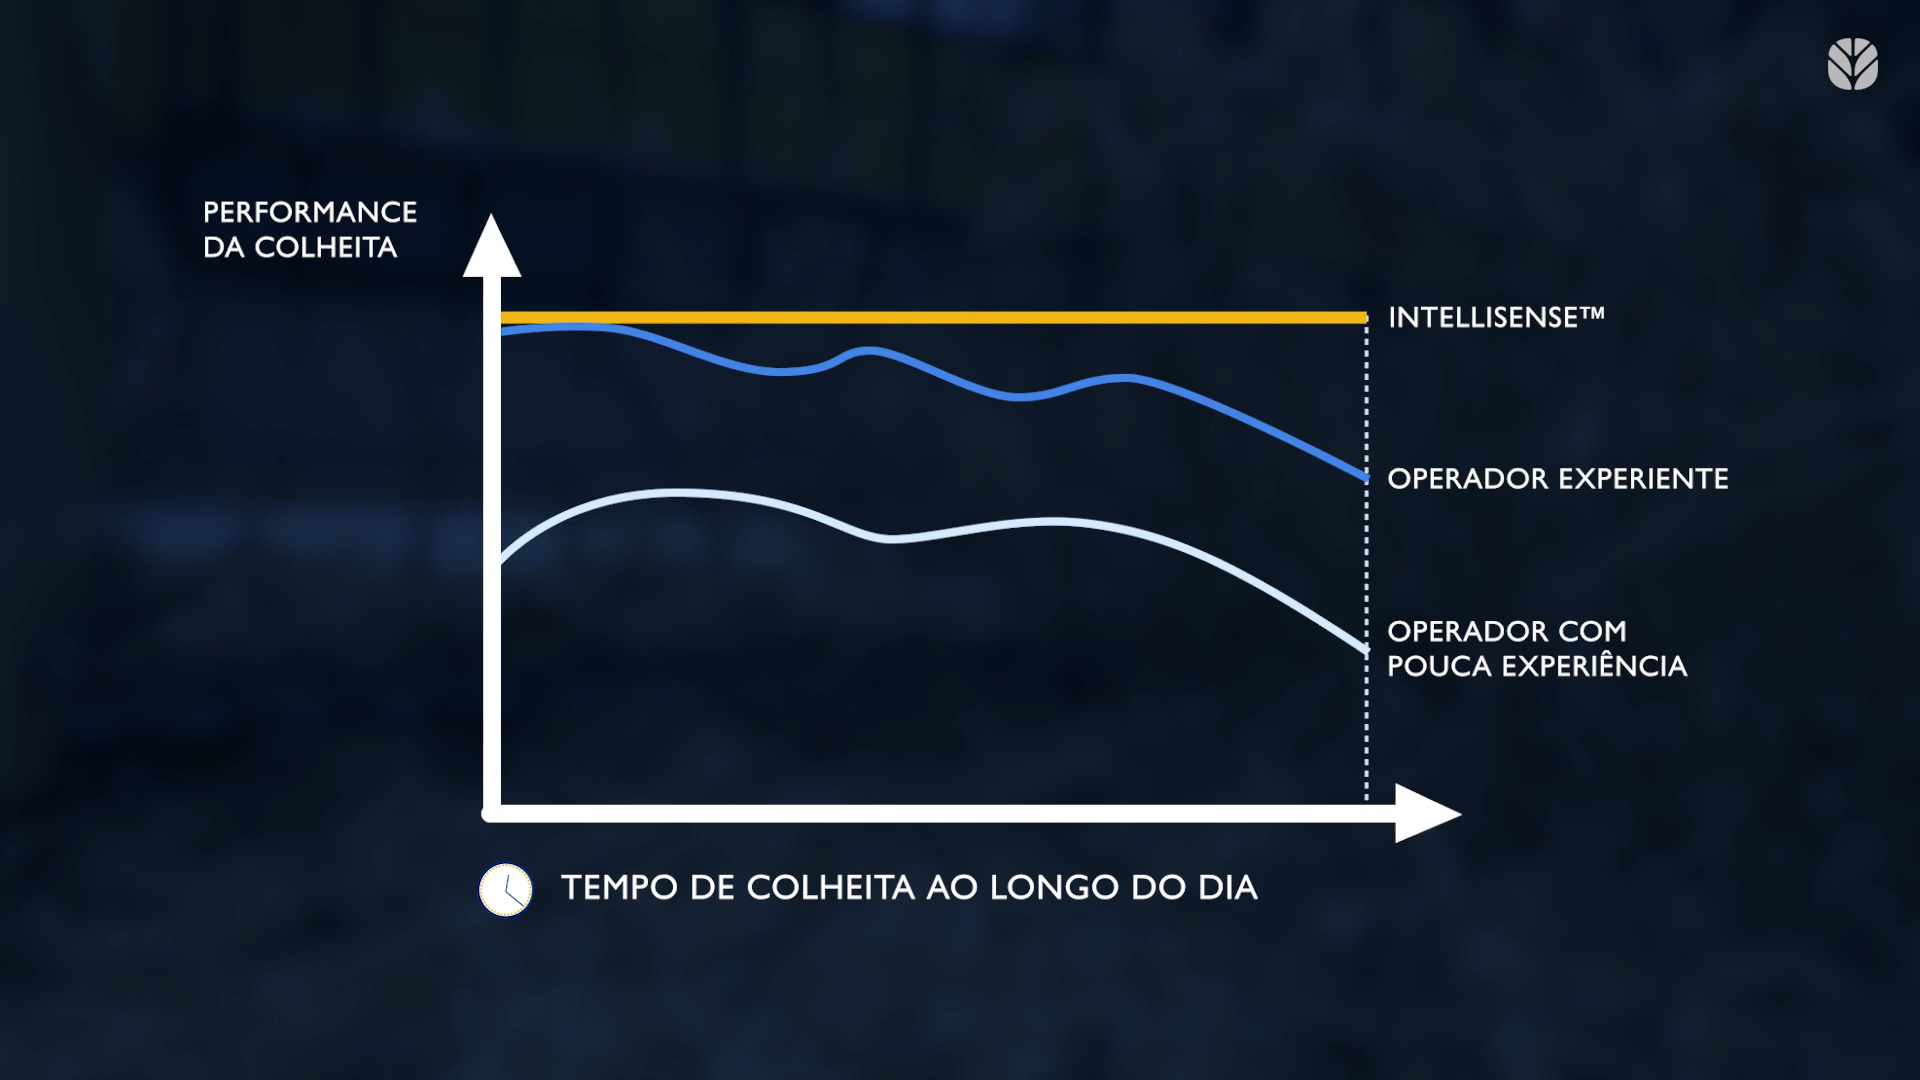 PERFORMANCE
DA COLHEITA
INTELLISENSE™
OPERADOR EXPERIENTE
OPERADOR COM
POUCA EXPERIÊNCIA
TEMPO DE COLHEITA AO LONGO DO DIA